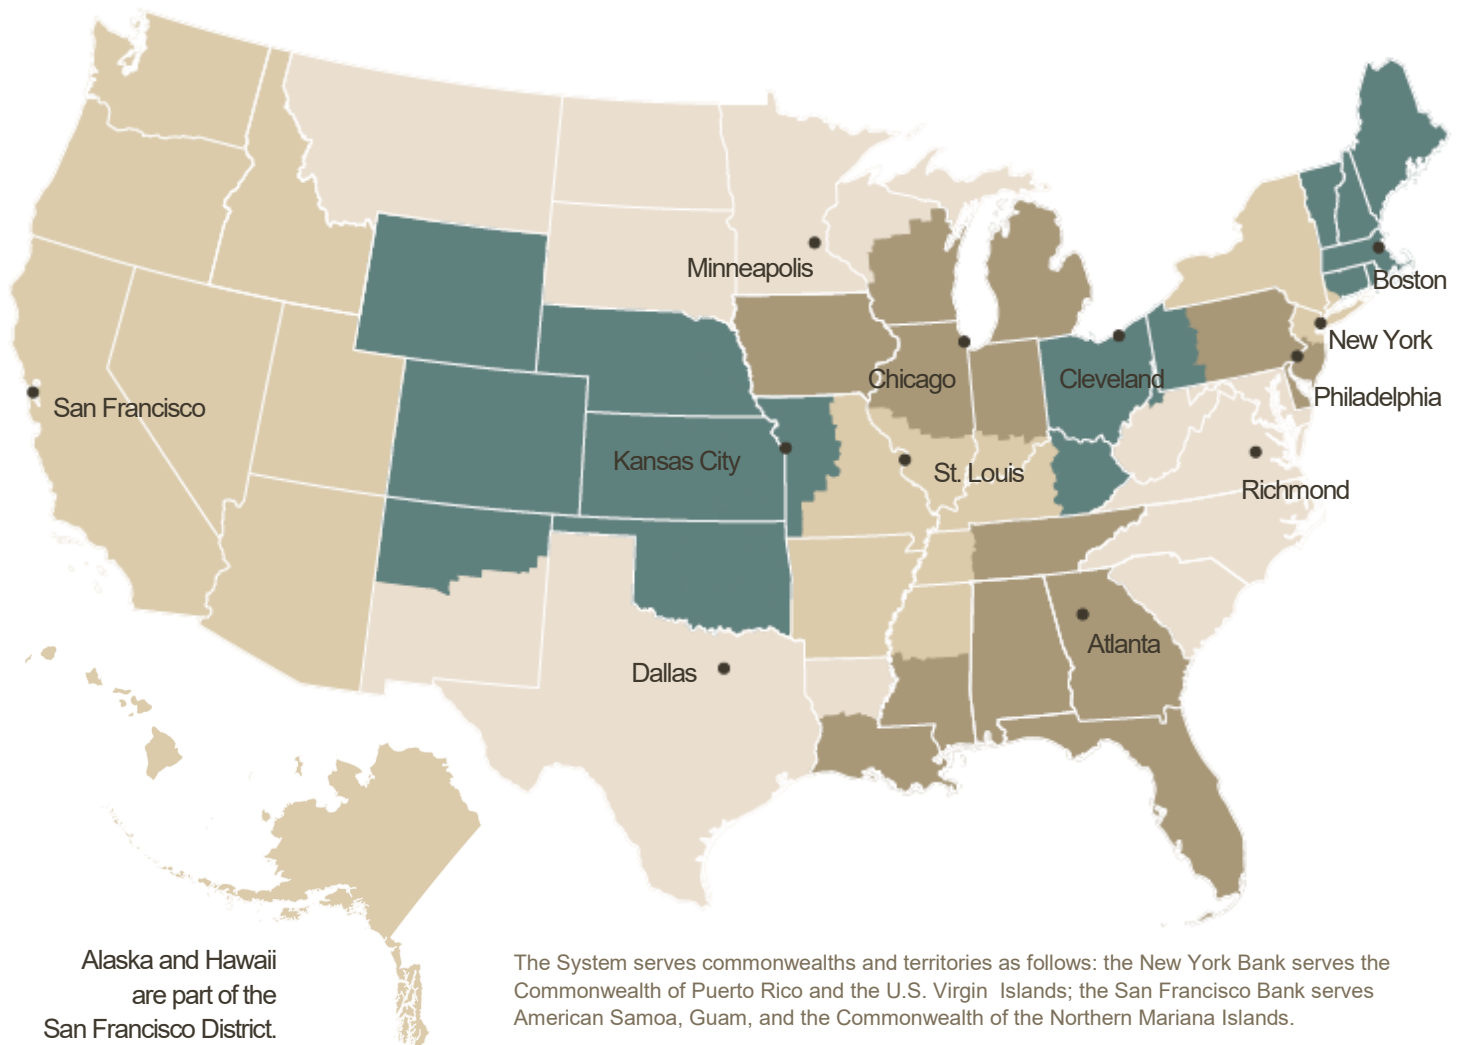 Minneapolis
Boston
New York
Chicago
Cleveland
Philadelphia
San Francisco
Kansas City
St. Louis
Richmond
Atlanta
Dallas
Alaska and Hawaii
are part of the
San Francisco District.
The System serves commonwealths and territories as follows: the New York Bank serves the
Commonwealth of Puerto Rico and the U.S. Virgin Islands; the San Francisco Bank serves
American Samoa, Guam, and the Commonwealth of the Northern Mariana Islands.